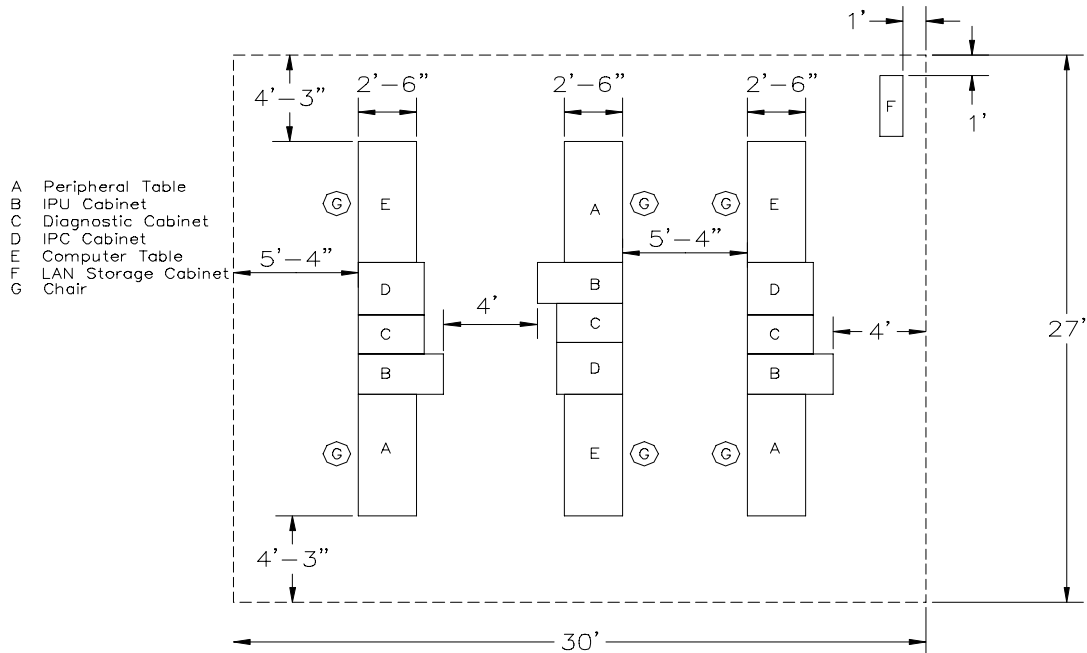 1'
2'-6”
2'-6”
2'-6”
4'-3”
F
1'
A Peripheral Table
B IPU Cabinet
C Diagnostic Cabinet
D IPC Cabinet
E Computer Table
F LAN Storage Cabinet
G Chair
G
E
A
G
G
E
5'-4”
5'-4”
D
B
D
4'
C
C
C
4'
27'
B
D
B
G
A
E
G
G
A
4'-3”
30'